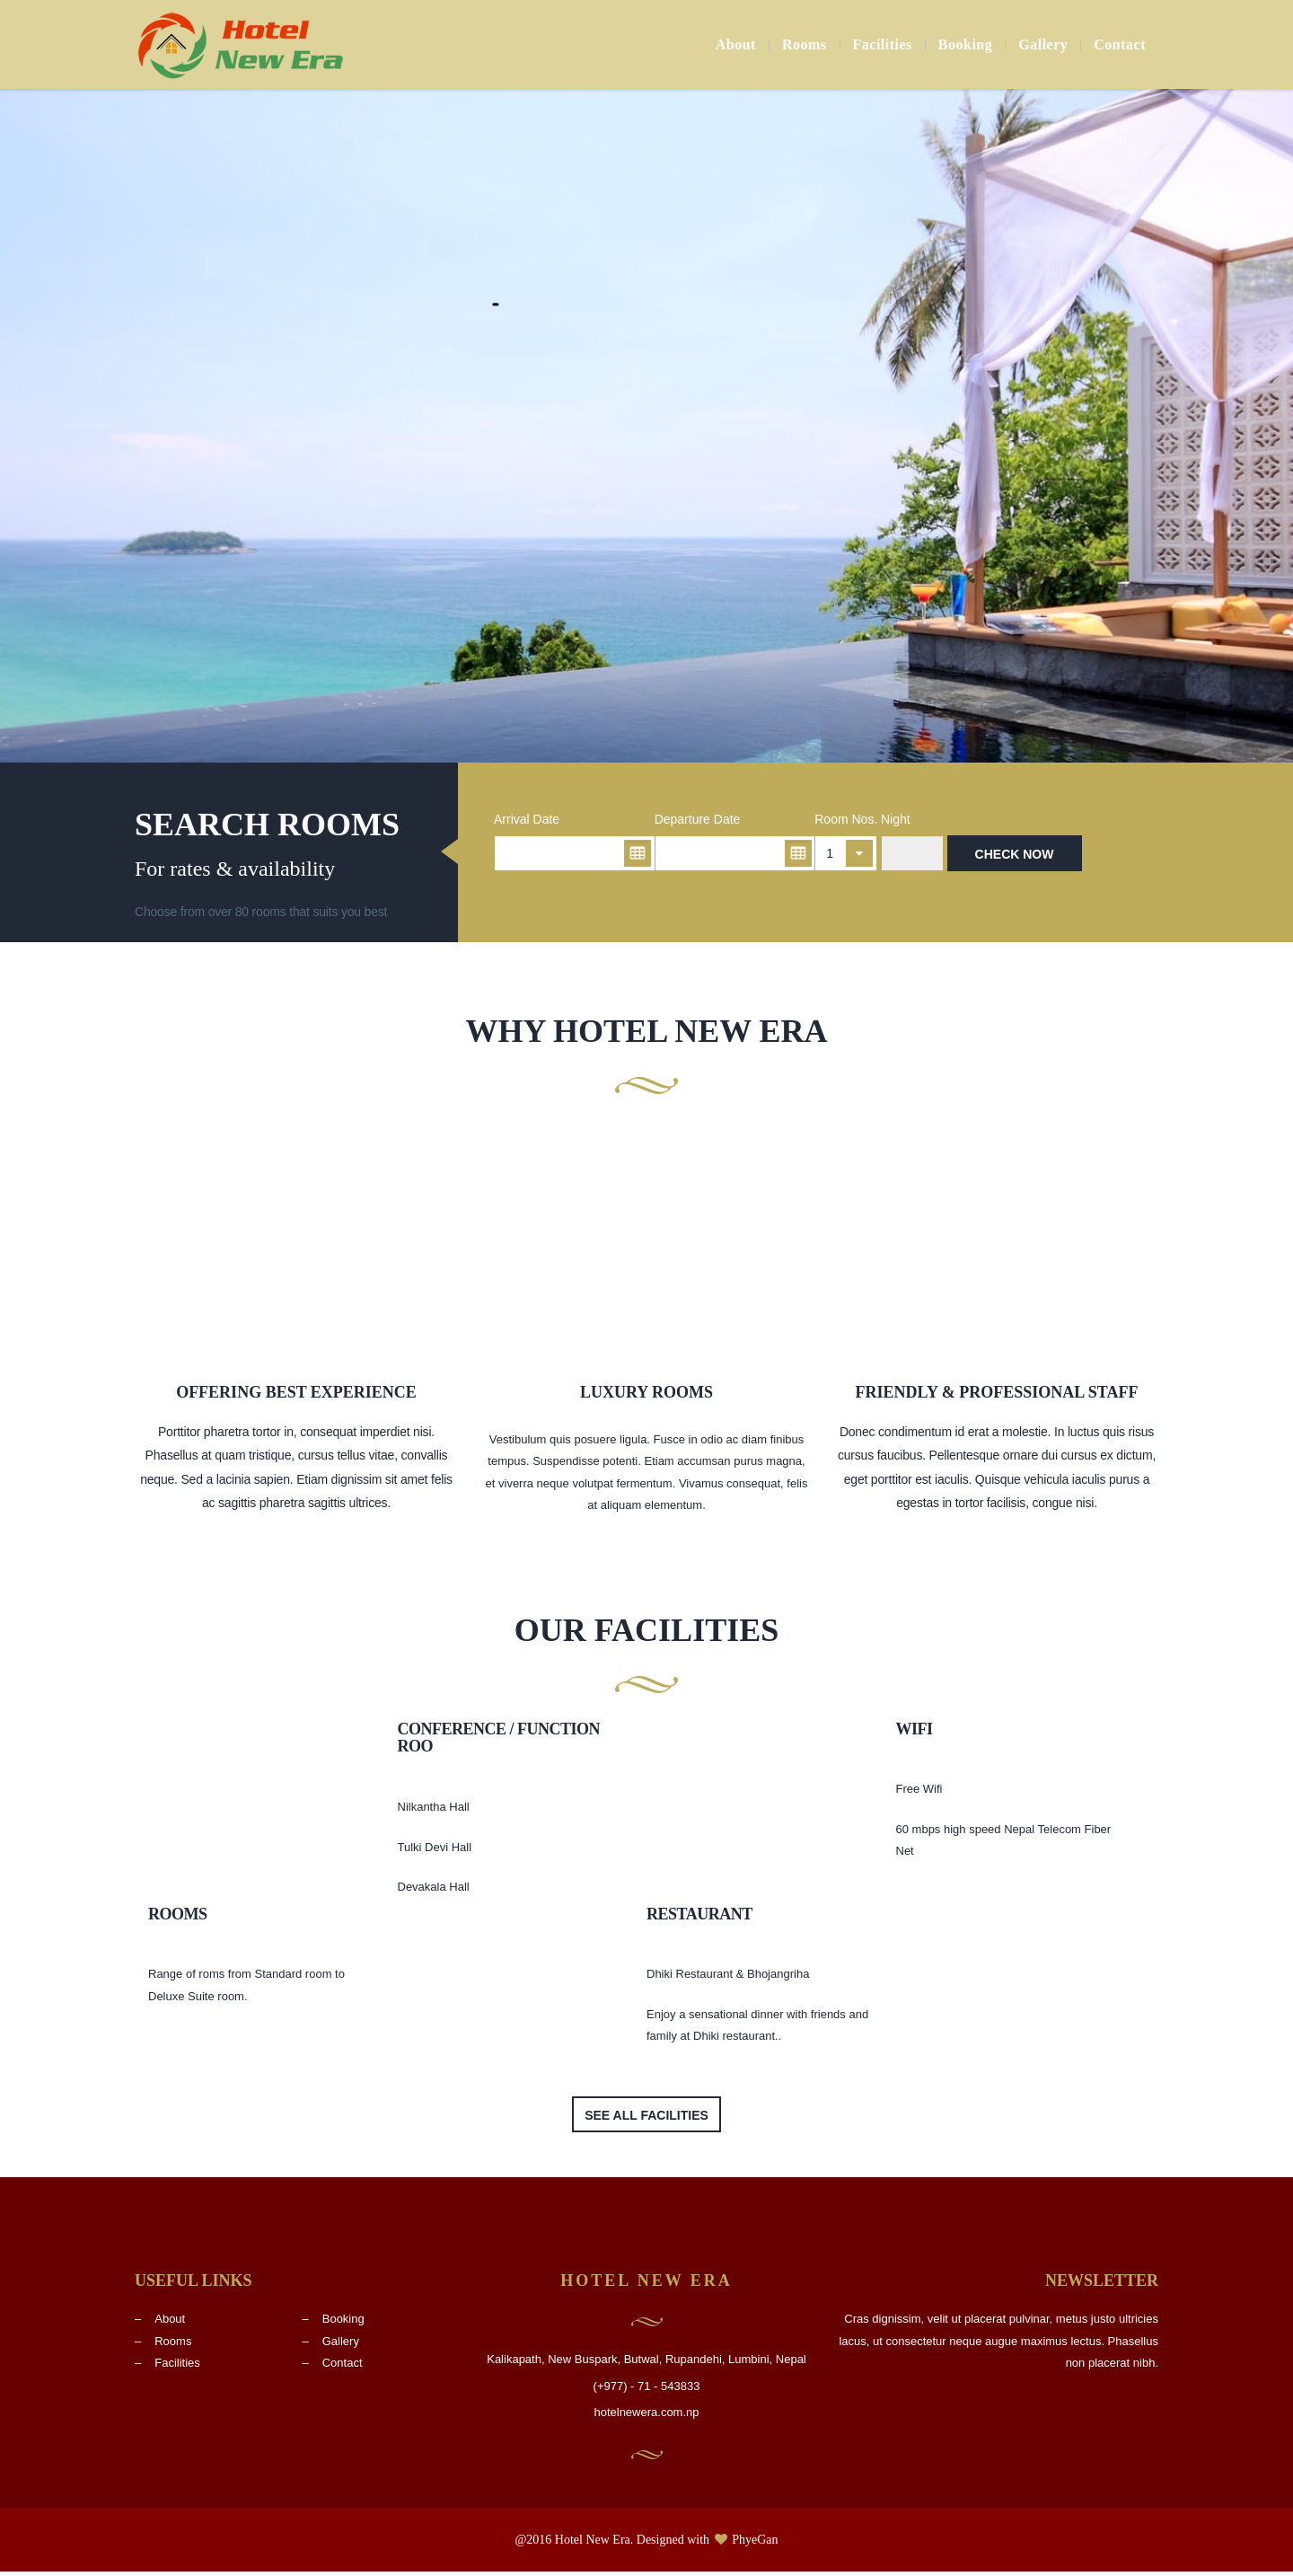 Hotel
New Era
About
Rooms
Facilities
Booking
Gallery
Contact
SEARCH ROOMS
For rates & availability
Choose from over 80 rooms that suits you best
Arrival Date
Departure Date
Room Nos.
Night
1
CHECK NOW
WHY HOTEL NEW ERA
OFFERING BEST EXPERIENCE
Porttitor pharetra tortor in, consequat imperdiet nisi.
Phasellus at quam tristique, cursus tellus vitae, convallis
neque. Sed a lacinia sapien. Etiam dignissim sit amet felis
ac sagittis pharetra sagittis ultrices.
LUXURY ROOMS
Vestibulum quis posuere ligula. Fusce in odio ac diam finibus
tempus. Suspendisse potenti. Etiam accumsan purus magna,
et viverra neque volutpat fermentum. Vivamus consequat, felis
at aliquam elementum.
FRIENDLY & PROFESSIONAL STAFF
Donec condimentum id erat a molestie. In luctus quis risus
cursus faucibus. Pellentesque ornare dui cursus ex dictum,
eget porttitor est iaculis. Quisque vehicula iaculis purus a
egestas in tortor facilisis, congue nisi.
OUR FACILITIES
CONFERENCE / FUNCTION
ROO
Nilkantha Hall
Tulki Devi Hall
Devakala Hall
WIFI
Free Wifi
60 mbps high speed Nepal Telecom Fiber
Net
ROOMS
Range of roms from Standard room to
Deluxe Suite room.
RESTAURANT
Dhiki Restaurant & Bhojangriha
Enjoy a sensational dinner with friends and
family at Dhiki restaurant..
SEE ALL FACILITIES
USEFUL LINKS
– About
– Rooms
– Facilities
– Booking
– Gallery
– Contact
HOTEL NEW ERA
Kalikapath, New Buspark, Butwal, Rupandehi, Lumbini, Nepal
(+977) - 71 - 543833
hotelnewera.com.np
NEWSLETTER
Cras dignissim, velit ut placerat pulvinar, metus justo ultricies
lacus, ut consectetur neque augue maximus lectus. Phasellus
non placerat nibh.
@2016 Hotel New Era. Designed with ♥ PhyeGan